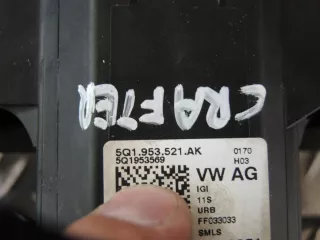 CRAFTER
5Q1.953.521.AK 0170
5Q1953569 H03
VW AG
IGI
11S
URB
FF033033
SMLS